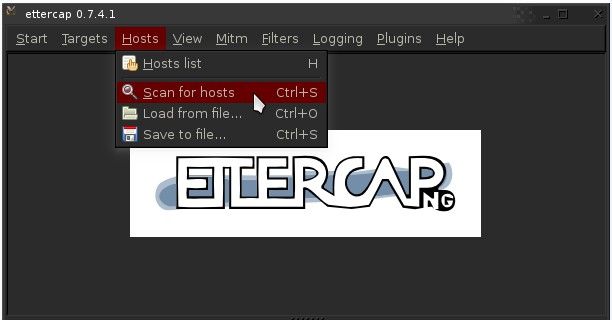 ettercap 0.7.4.1
Start Targets Hosts View Mitm Filters Logging Plugins Help
Hosts list H
Scan for hosts Ctrl+S
Load from file... Ctrl+O
Save to file... Ctrl+S
ETTERCAP
NG